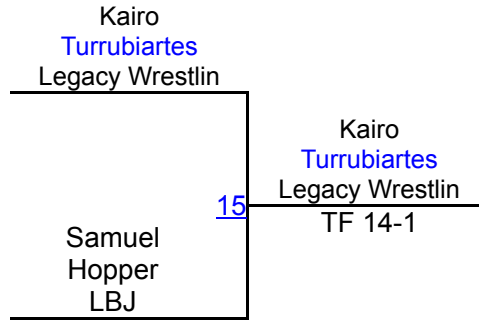 Kairo
Turrubiartes
Legacy Wrestlin
Kairo
Turrubiartes
Legacy Wrestlin
15
TF 14-1
Samuel
Hopper
LBJ